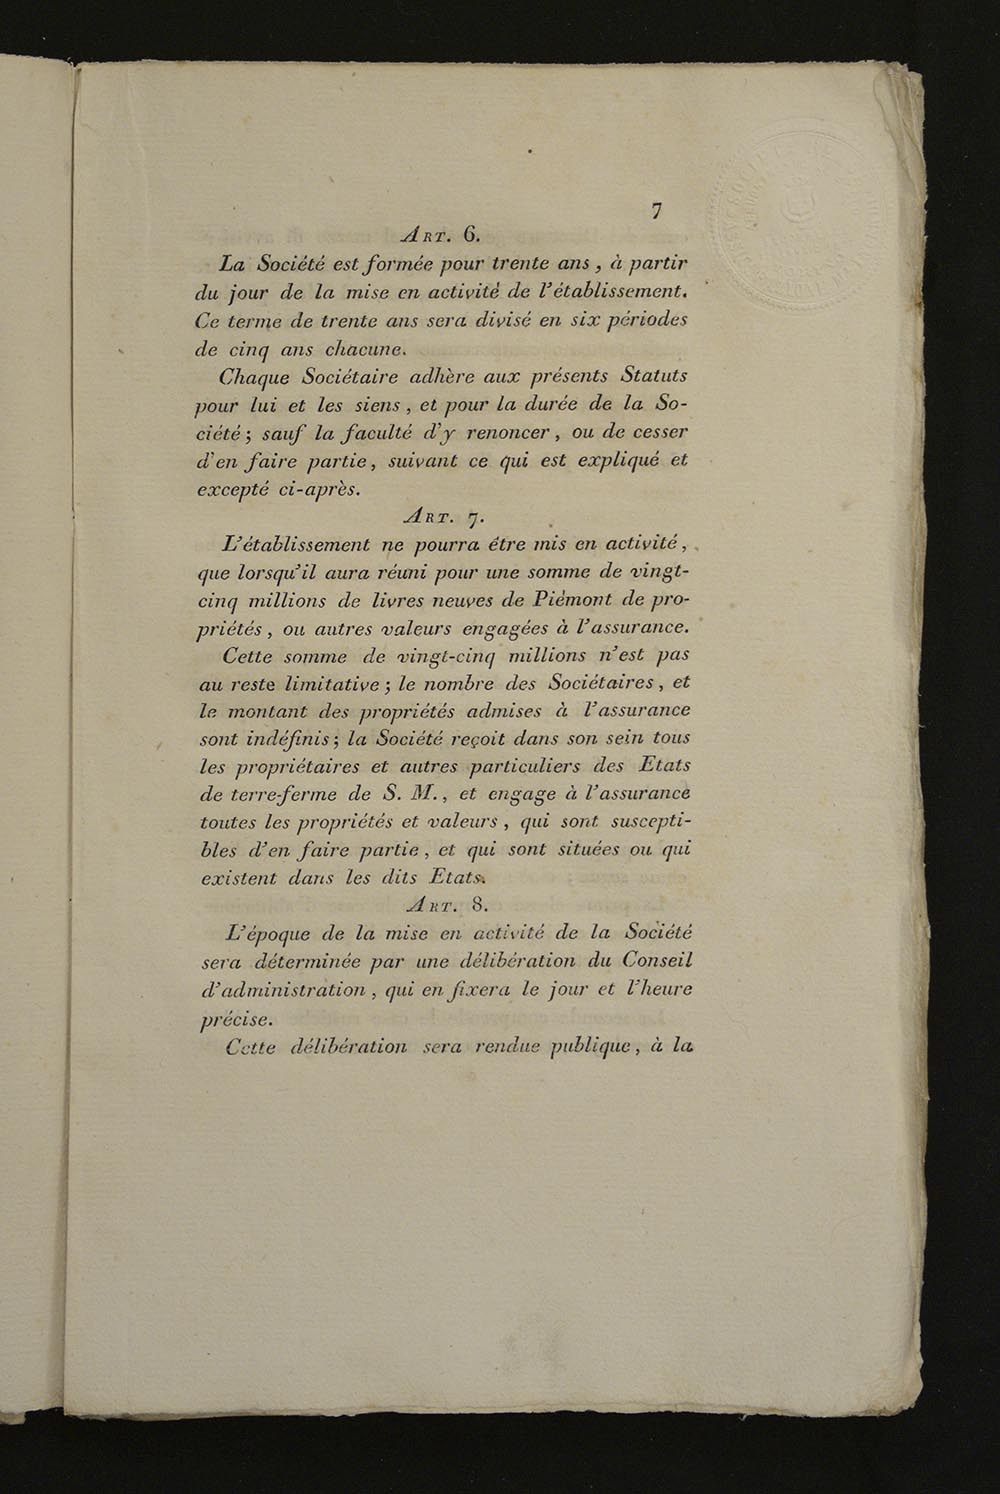 7
ART. 6.
La Société est formée pour trente ans, à partir
du jour de la mise en activité de l'établissement.
Ce terme de trente ans sera divisé en six périodes
de cinq ans chacune.
Chaque Sociétaire adhère aux présents Statuts
pour lui et les siens, et pour la durée de la So-
ciété; sauf la faculté d'y renoncer, ou de cesser
d'en faire partie, suivant ce qui est expliqué et
excepté ci-après.
ART. 7.
L'établissement ne pourra être mis en activité,
que lorsqu'il aura réuni pour une somme de vingt-
cinq millions de livres neuves de Piémont de pro-
priétés, ou autres valeurs engagées à l'assurance.
Cette somme de vingt-cinq millions n'est pas
au reste limitative; le nombre des Sociétaires, et
le montant des propriétés admises à l'assurance
sont indéfinis; la Société reçoit dans son sein tous
les propriétaires et autres particuliers des Etats
de terre-ferme de S. M., et engage à l'assurance
toutes les propriétés et valeurs, qui sont suscepti-
bles d'en faire partie, et qui sont situées ou qui
existent dans les dits Etats.
ART. 8.
L'époque de la mise en activité de la Société
sera déterminée par une délibération du Conseil
d'administration, qui en fixera le jour et l'heure
précise.
Cette délibération sera rendue publique, à la